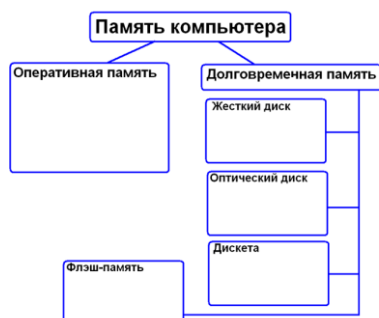 Память компьютера
Оперативная память
Долговременная память
Жесткий диск
Оптический диск
Дискета
Флэш-память